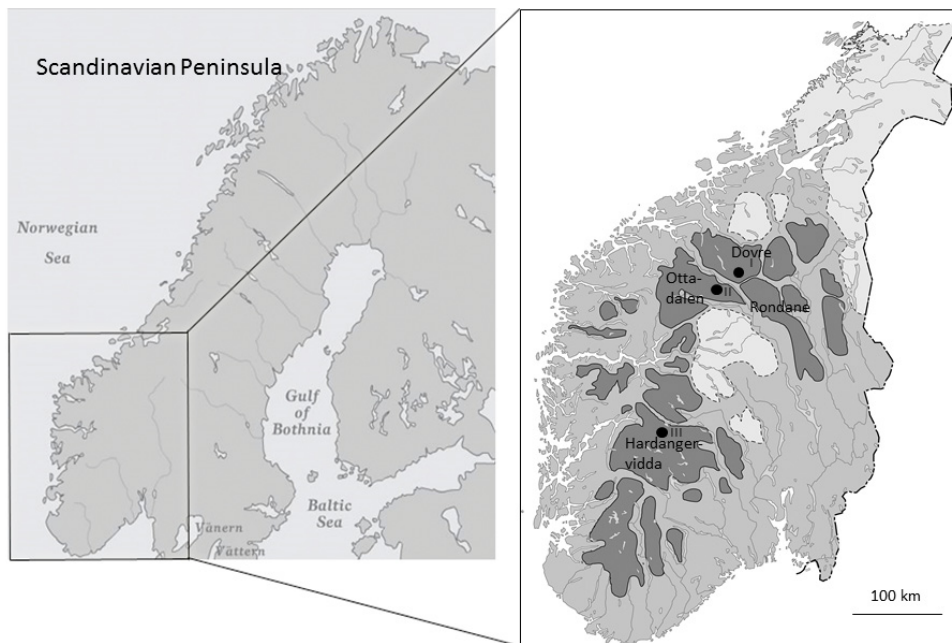 Scandinavian Peninsula
Norwegian
Sea
Gulf
of
Bothnia
Baltic
Sea
Vänern
Vättern
Dovre
I
Otta-
dalen
II
Rondane
III
Hardanger-
vidda
100 km